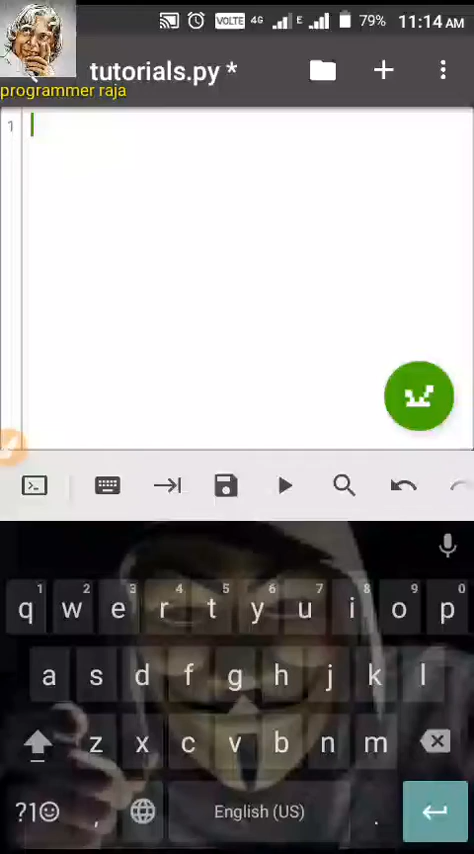 VOLTE 4G E 79% 11:14 AM
tutorials.py *
programmer raja
1
1 2 3 4 5 6 7 8 9 0
q w e r t y u i o p
a s d f g h j k l
z x c v b n m
?1☺ , English (US) .